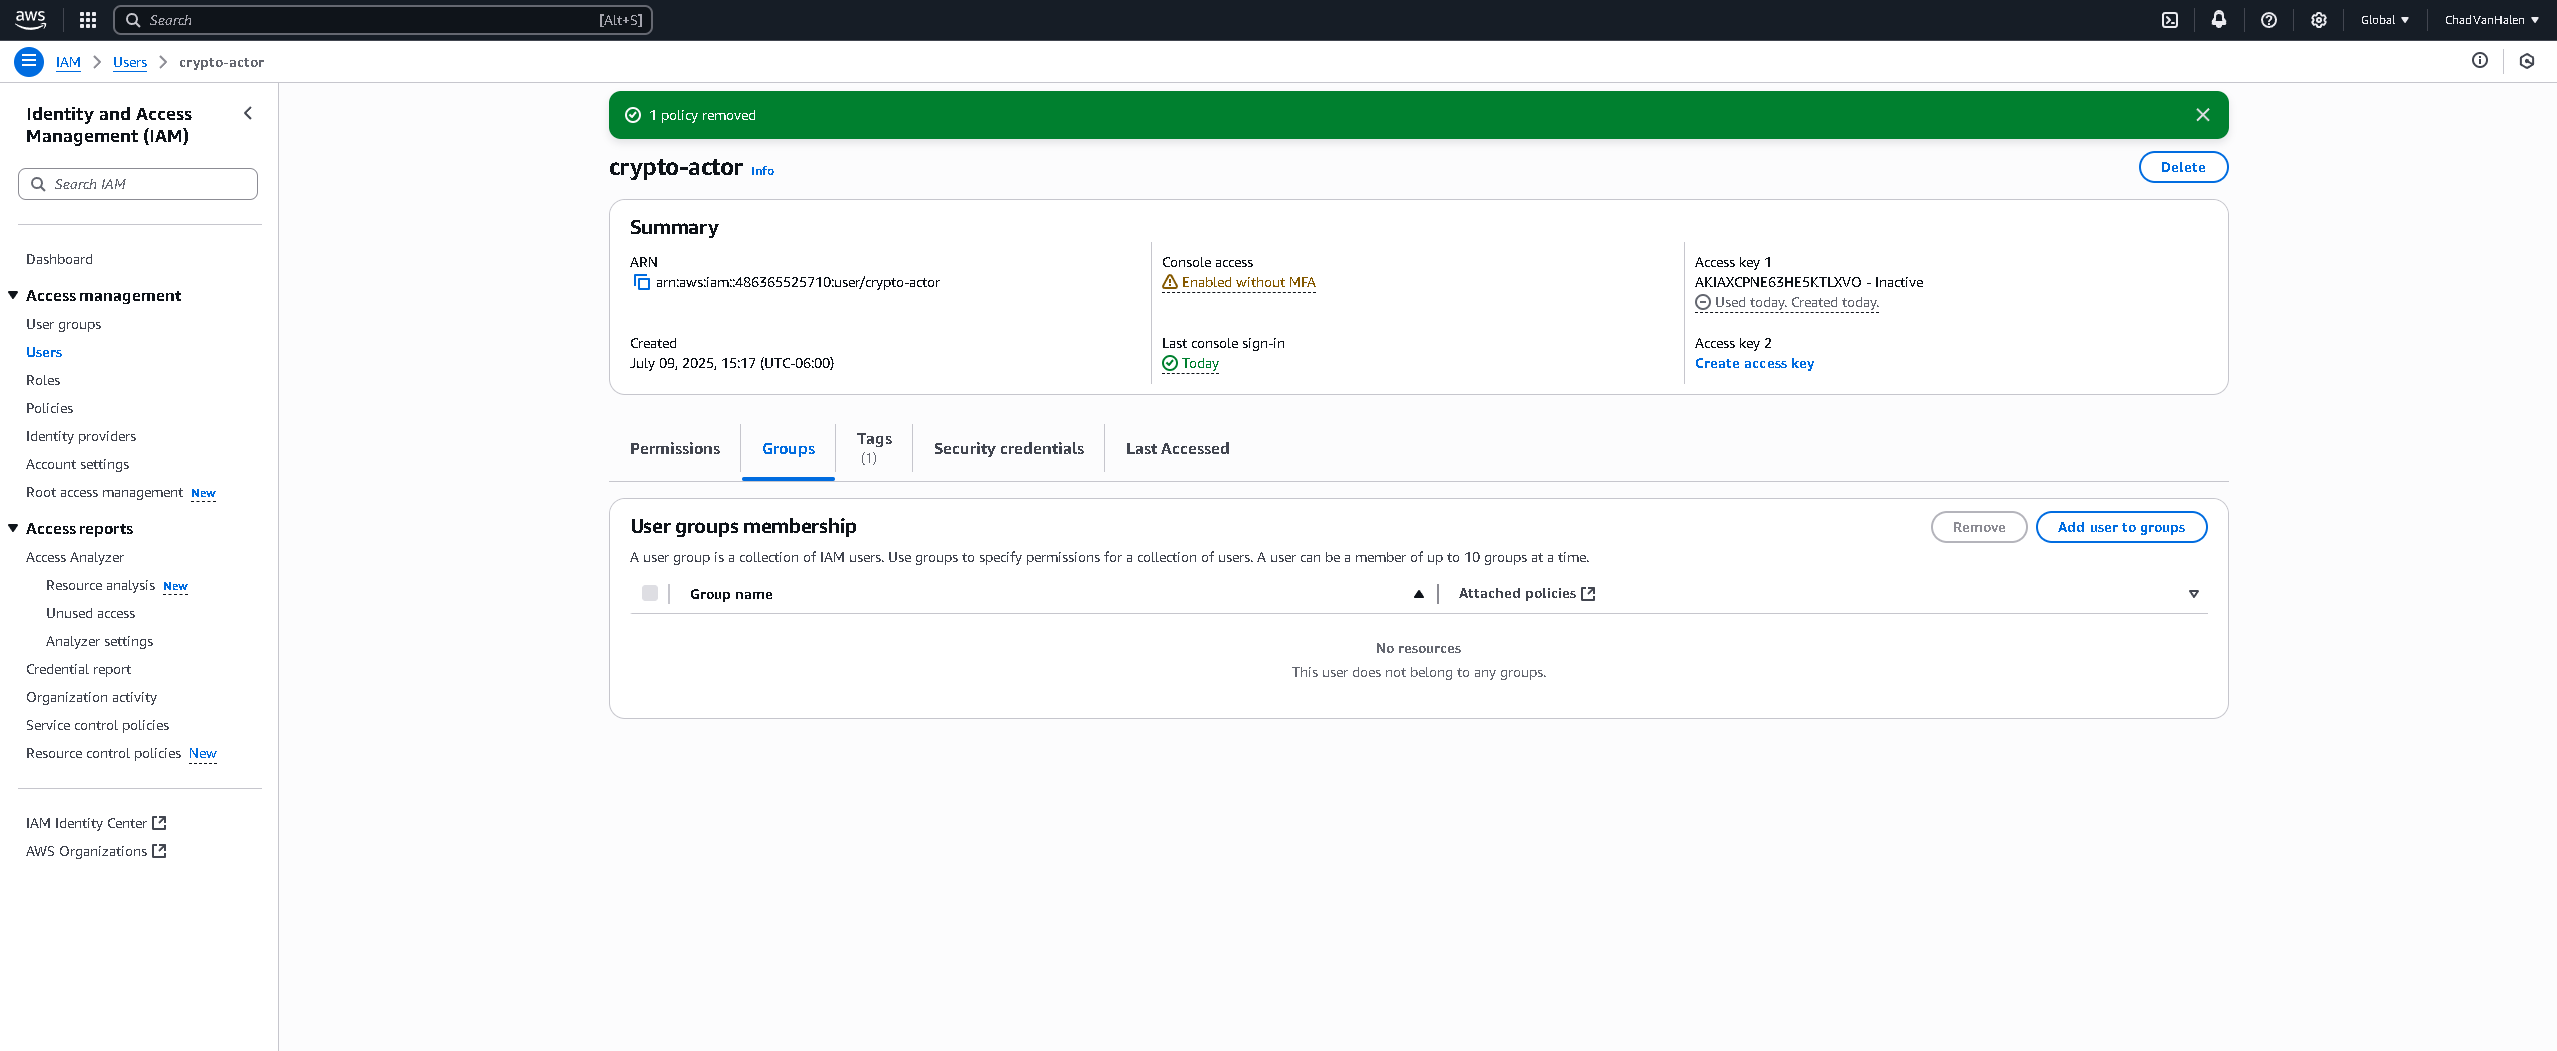 aws
Search
[Alt+S]
Global
ChadVanHalen
IAM
Users
crypto-actor
Identity and Access
Management (IAM)
Search IAM
Dashboard
Access management
User groups
Users
Roles
Policies
Identity providers
Account settings
Root access management New
Access reports
Access Analyzer
Resource analysis New
Unused access
Analyzer settings
Credential report
Organization activity
Service control policies
Resource control policies New
IAM Identity Center
AWS Organizations
1 policy removed
crypto-actor Info
Delete
Summary
ARN
arn:aws:iam::486365525710:user/crypto-actor
Created
July 09, 2025, 15:17 (UTC-06:00)
Console access
Enabled without MFA
Last console sign-in
Today
Access key 1
AKIAXCPNE63HE5KTLXVO - Inactive
Used today. Created today.
Access key 2
Create access key
Permissions
Groups
Tags
(1)
Security credentials
Last Accessed
User groups membership
Remove
Add user to groups
A user group is a collection of IAM users. Use groups to specify permissions for a collection of users. A user can be a member of up to 10 groups at a time.
Group name
Attached policies
No resources
This user does not belong to any groups.